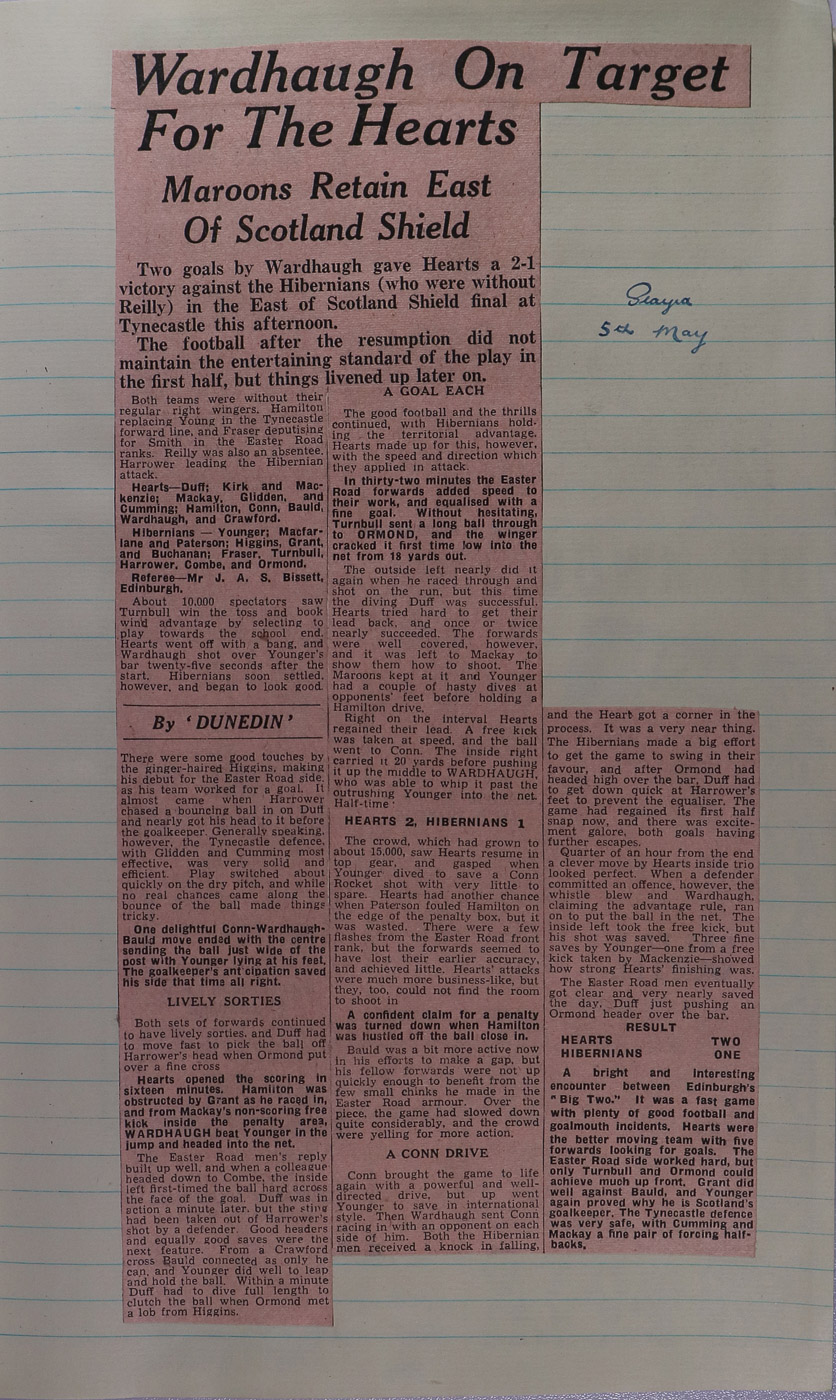 Wardhaugh On Target
For The Hearts
Maroons Retain East
Of Scotland Shield
Two goals by Wardhaugh gave Hearts a 2-1
victory against the Hibernians (who were without
Reilly) in the East of Scotland Shield final at
Tynecastle this afternoon.
The football after the resumption did not
maintain the entertaining standard of the play in
the first half, but things livened up later on.
Both teams were without their
regular right wingers, Hamilton
replacing Young in the Tynecastle
forward line, and Fraser deputising
for Smith in the Easter Road
ranks. Reilly was also an absentee,
Harrower leading the Hibernian
attack.
Hearts—Duff; Kirk and Mac-
kenzie; Mackay, Glidden, and
Cumming; Hamilton, Conn, Bauld,
Wardhaugh, and Crawford.
Hibernians — Younger; Macfar-
lane and Paterson; Higgins, Grant,
and Buchanan; Fraser, Turnbull,
Harrower, Combe, and Ormond.
Referee—Mr J. A. S. Bissett,
Edinburgh.
About 10,000 spectators saw
Turnbull win the toss and book
wind advantage by selecting to
play towards the school end.
Hearts went off with a bang, and
Wardhaugh shot over Younger's
bar twenty-five seconds after the
start. Hibernians soon settled,
however, and began to look good.
By 'DUNEDIN'
There were some good touches by
the ginger-haired Higgins, making
his debut for the Easter Road side,
as his team worked for a goal. It
almost came when Harrower
chased a bouncing ball in on Duff
and nearly got his head to it before
the goalkeeper. Generally speaking,
however, the Tynecastle defence,
with Glidden and Cumming most
effective, was very solid and
efficient. Play switched about
quickly on the dry pitch, and while
no real chances came along the
bounce of the ball made things
tricky.
One delightful Conn-Wardhaugh-
Bauld move ended with the centre
sending the ball just wide of the
post with Younger lying at his feet.
The goalkeeper's ant cipation saved
his side that time all right.
LIVELY SORTIES
Both sets of forwards continued
to have lively sorties, and Duff had
to move fast to pick the ball off
Harrower's head when Ormond put
over a fine cross
Hearts opened the scoring in
sixteen minutes. Hamilton was
obstructed by Grant as he raced in,
and from Mackay's non-scoring free
kick inside the penalty area,
WARDHAUGH beat Younger in the
jump and headed into the net.
The Easter Road men's reply
built up well, and when a colleague
headed down to Combe, the inside
left first-timed the ball hard across
the face of the goal. Duff was in
action a minute later, but the sting
had been taken out of Harrower's
shot by a defender. Good headers
and equally good saves were the
next feature. From a Crawford
cross Bauld connected as only he
can, and Younger did well to leap
and hold the ball. Within a minute
Duff had to dive full length to
clutch the ball when Ormond met
a lob from Higgins.
A GOAL EACH
The good football and the thrills
continued, with Hibernians hold-
ing the territorial advantage.
Hearts made up for this, however,
with the speed and direction which
they applied in attack.
In thirty-two minutes the Easter
Road forwards added speed to
their work, and equalised with a
fine goal. Without hesitating,
Turnbull sent a long ball through
to ORMOND, and the winger
cracked it first time low into the
net from 18 yards out.
The outside left nearly did it
again when he raced through and
shot on the run, but this time
the diving Duff was successful.
Hearts tried hard to get their
lead back, and once or twice
nearly succeeded. The forwards
were well covered, however,
and it was left to Mackay to
show them how to shoot. The
Maroons kept at it and Younger
had a couple of hasty dives at
opponents' feet before holding a
Hamilton drive.
Right on the interval Hearts
regained their lead. A free kick
was taken at speed, and the ball
went to Conn. The inside right
carried it 20 yards before pushing
it up the middle to WARDHAUGH,
who was able to whip it past the
outrushing Younger into the net.
Half-time:
HEARTS 2, HIBERNIANS 1
The crowd, which had grown to
about 15,000, saw Hearts resume in
top gear, and gasped when
Younger dived to save a Conn
Rocket shot with very little to
spare. Hearts had another chance
when Paterson fouled Hamilton on
the edge of the penalty box, but it
was wasted. There were a few
flashes from the Easter Road front
rank, but the forwards seemed to
have lost their earlier accuracy,
and achieved little. Hearts' attacks
were much more business-like, but
they, too, could not find the room
to shoot in
A confident claim for a penalty
was turned down when Hamilton
was hustled off the ball close in.
Bauld was a bit more active now
in his efforts to make a gap, but
his fellow forwards were not up
quickly enough to benefit from the
few small chinks he made in the
Easter Road armour. Over the
piece, the game had slowed down
quite considerably, and the crowd
were yelling for more action.
A CONN DRIVE
Conn brought the game to life
again with a powerful and well-
directed drive, but up went
Younger to save in international
style. Then Wardhaugh sent Conn
racing in with an opponent on each
side of him. Both the Hibernian
men received a knock in falling,
and the Heart got a corner in the
process. It was a very near thing.
The Hibernians made a big effort
to get the game to swing in their
favour, and after Ormond had
headed high over the bar, Duff had
to get down quick at Harrower's
feet to prevent the equaliser. The
game had regained its first half
snap now, and there was excite-
ment galore, both goals having
further escapes.
Quarter of an hour from the end
a clever move by Hearts inside trio
looked perfect. When a defender
committed an offence, however, the
whistle blew and Wardhaugh,
claiming the advantage rule, ran
on to put the ball in the net. The
inside left took the free kick, but
his shot was saved. Three fine
saves by Younger—one from a free
kick taken by Mackenzie—showed
how strong Hearts' finishing was.
The Easter Road men eventually
got clear and very nearly saved
the day, Duff just pushing an
Ormond header over the bar.
RESULT
HEARTS TWO
HIBERNIANS ONE
A bright and interesting
encounter between Edinburgh's
"Big Two." It was a fast game
with plenty of good football and
goalmouth incidents. Hearts were
the better moving team with five
forwards looking for goals. The
Easter Road side worked hard, but
only Turnbull and Ormond could
achieve much up front. Grant did
well against Bauld, and Younger
again proved why he is Scotland's
goalkeeper. The Tynecastle defence
was very safe, with Cumming and
Mackay a fine pair of forcing half-
backs.
5th May